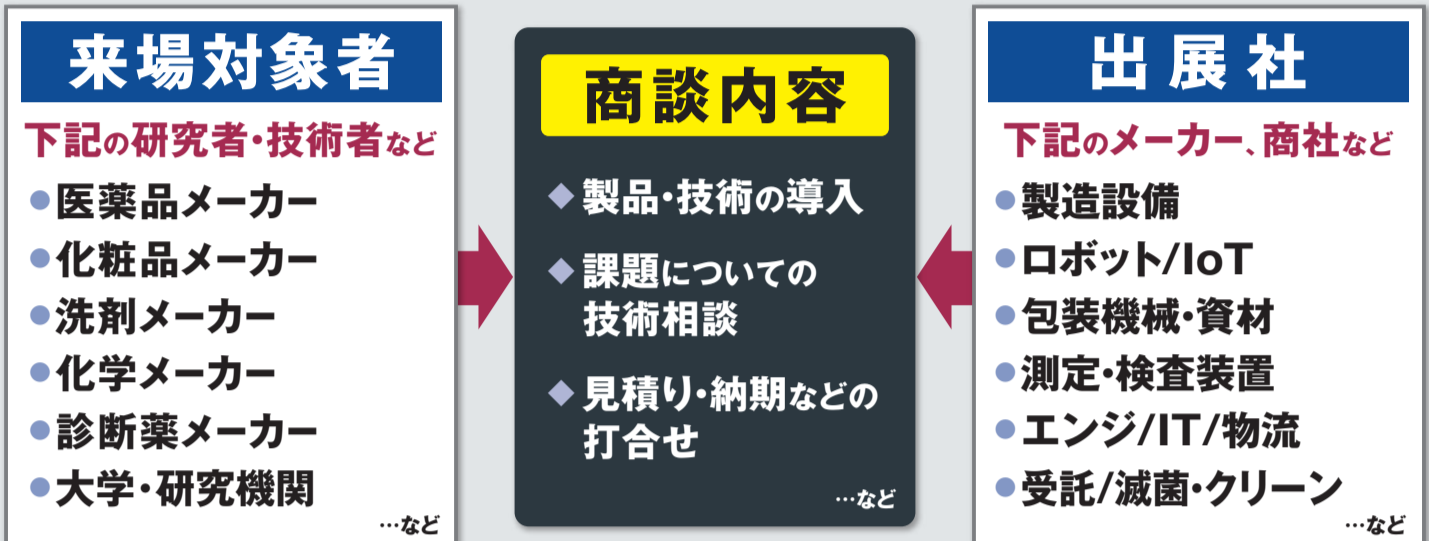 来場対象者
下記の研究者・技術者など
●医薬品メーカー
●化粧品メーカー
●洗剤メーカー
●化学メーカー
●診断薬メーカー
●大学・研究機関
…など
商談内容
◆製品・技術の導入
◆課題についての
技術相談
◆見積り・納期などの
打合せ
…など
出展社
下記のメーカー、商社など
●製造設備
●ロボット/IoT
●包装機械・資材
●測定・検査装置
●エンジ/IT/物流
●受託/滅菌・クリーン
…など